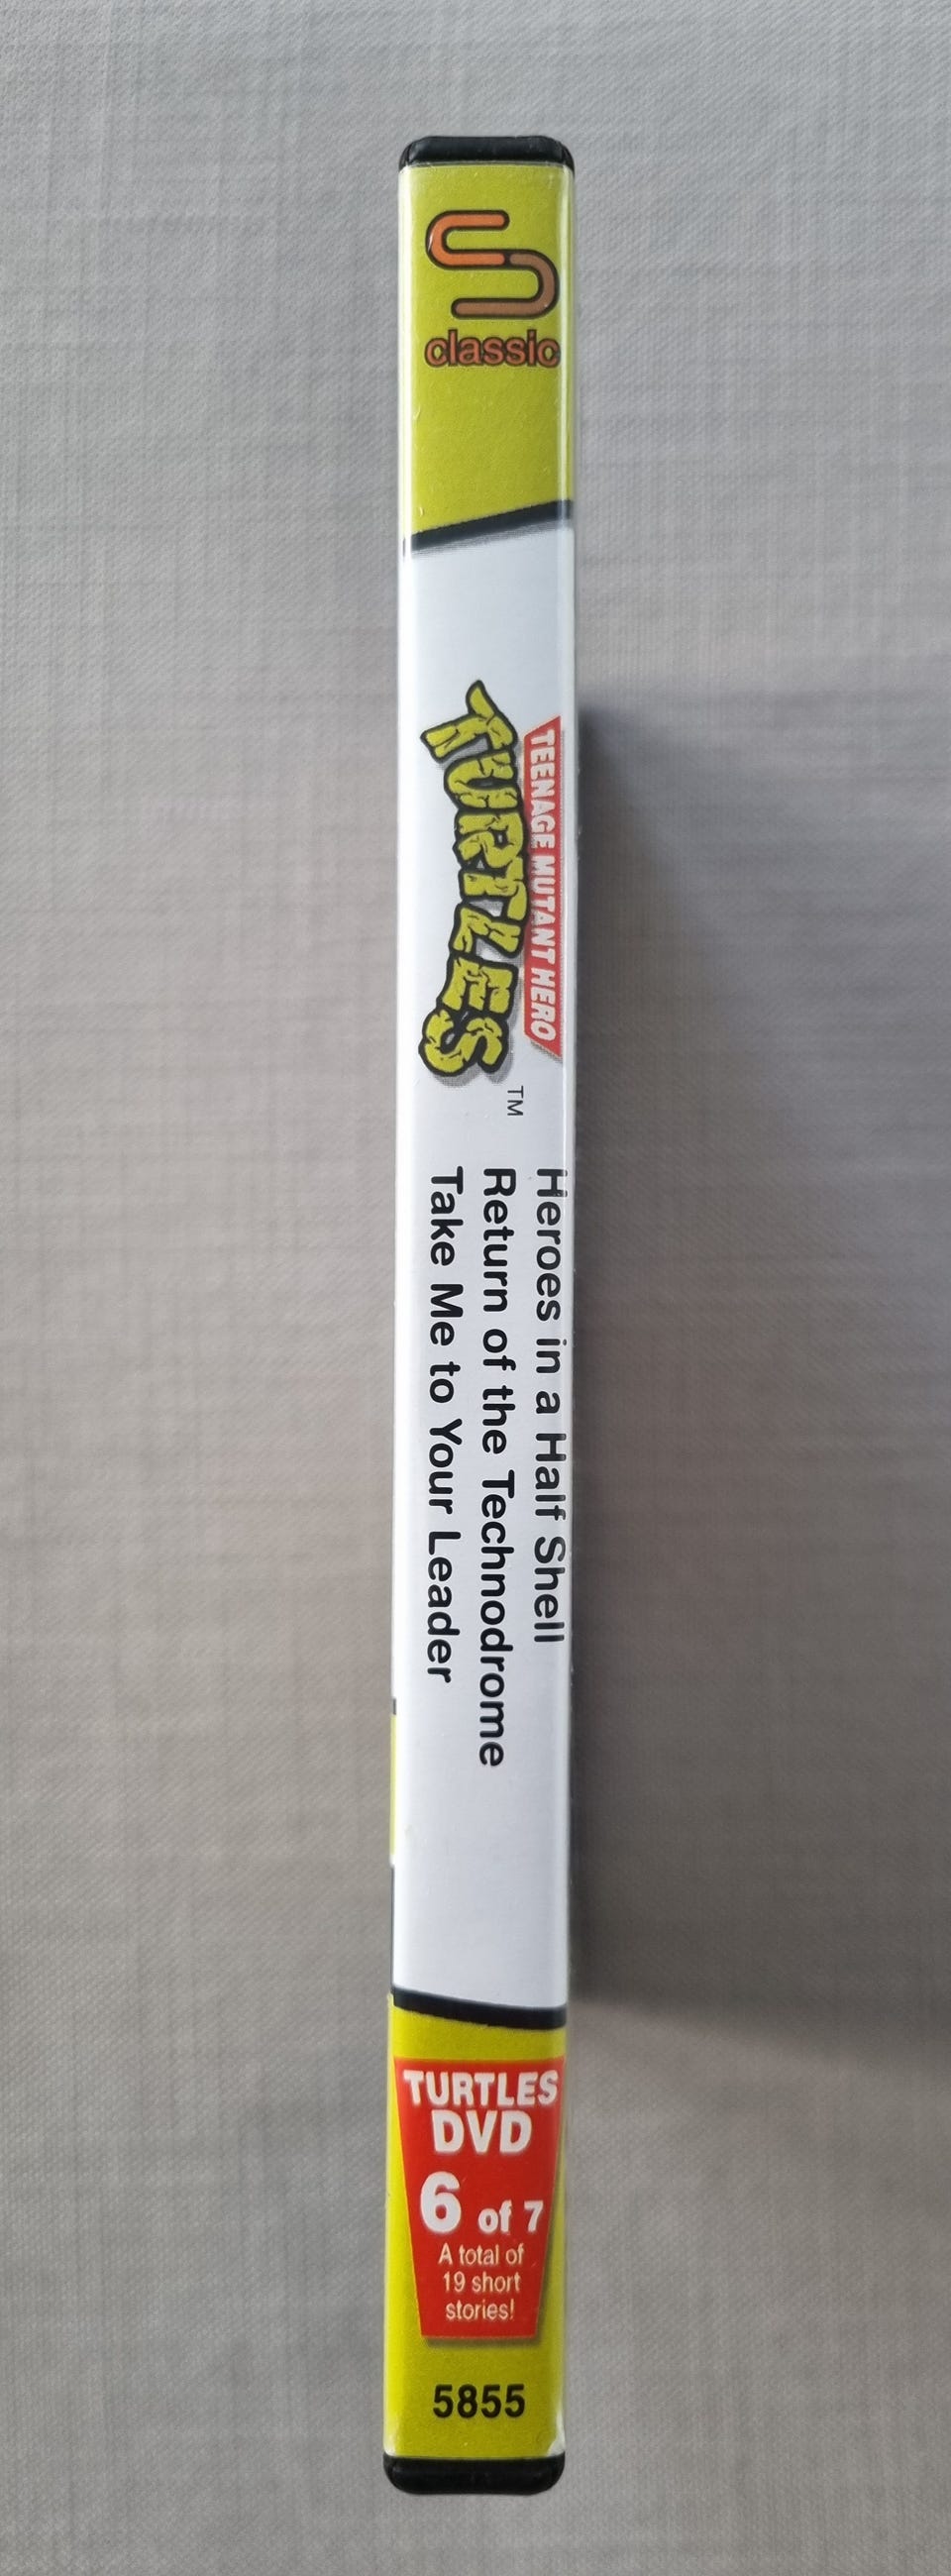 classic
TEENAGE MUTANT HERO
TURTLES
TM
Heroes in a Half Shell
Return of the Technodrome
Take Me to Your Leader
TURTLES
DVD
6 of 7
A total of
19 short
stories!
5855